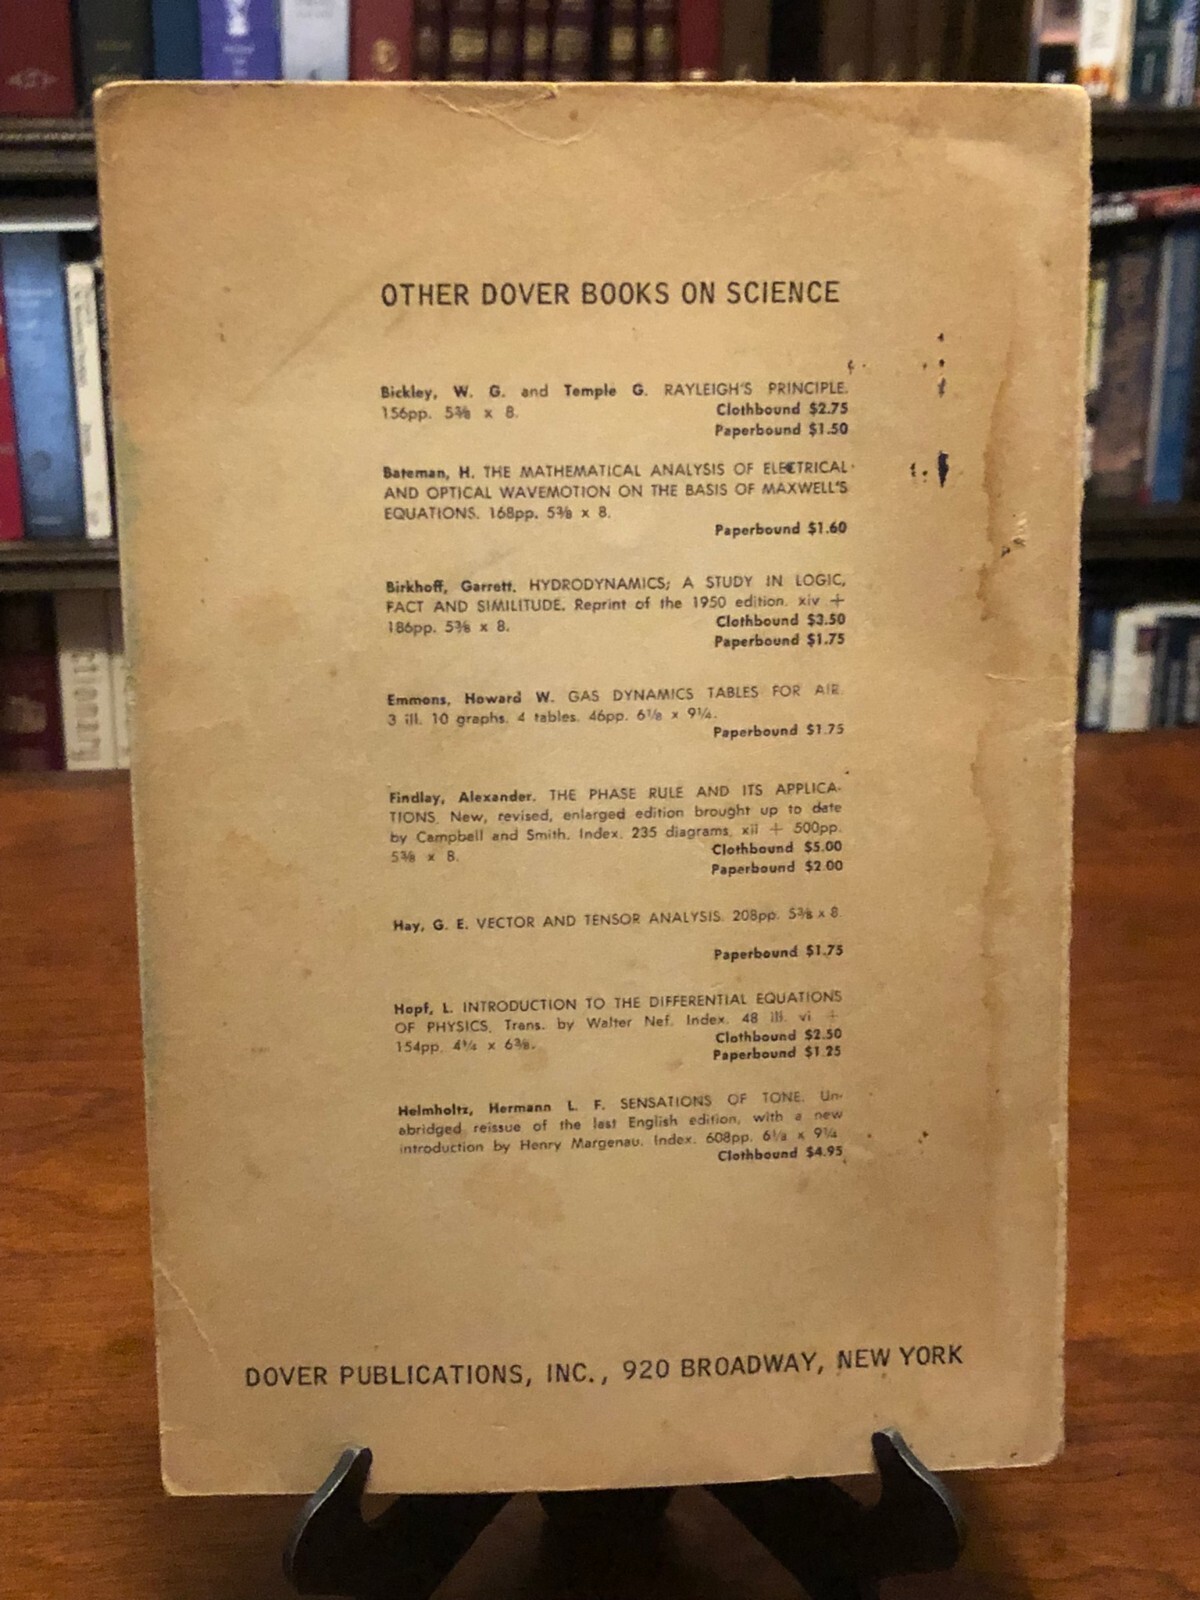 OTHER DOVER BOOKS ON SCIENCE
Bickley, W. G. and Temple G. RAYLEIGH'S PRINCIPLE.
156pp. 5⅜ x 8. Clothbound $2.75
Paperbound $1.50
Bateman, H. THE MATHEMATICAL ANALYSIS OF ELECTRICAL
AND OPTICAL WAVEMOTION ON THE BASIS OF MAXWELL'S
EQUATIONS. 168pp. 5⅜ x 8.
Paperbound $1.60
Birkhoff, Garrett. HYDRODYNAMICS; A STUDY IN LOGIC,
FACT AND SIMILITUDE. Reprint of the 1950 edition. xiv +
186pp. 5⅜ x 8. Clothbound $3.50
Paperbound $1.75
Emmons, Howard W. GAS DYNAMICS TABLES FOR AIR.
3 ill. 10 graphs. 4 tables. 46pp. 6⅛ x 9¼.
Paperbound $1.75
Findlay, Alexander. THE PHASE RULE AND ITS APPLICA-
TIONS. New, revised, enlarged edition brought up to date
by Campbell and Smith. Index. 235 diagrams. xii + 500pp.
5⅜ x 8. Clothbound $5.00
Paperbound $2.00
Hay, G. E. VECTOR AND TENSOR ANALYSIS. 208pp. 5⅜ x 8.
Paperbound $1.75
Hopf, L. INTRODUCTION TO THE DIFFERENTIAL EQUATIONS
OF PHYSICS. Trans. by Walter Nef. Index. 48 ill. vi +
154pp. 4¼ x 6⅜. Clothbound $2.50
Paperbound $1.25
Helmholtz, Hermann L. F. SENSATIONS OF TONE. Un-
abridged reissue of the last English edition, with a new
introduction by Henry Margenau. Index. 608pp. 6⅛ x 9¼.
Clothbound $4.95
DOVER PUBLICATIONS, INC., 920 BROADWAY, NEW YORK